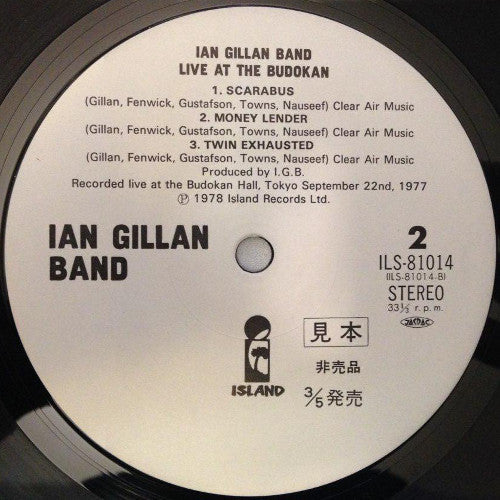 IAN GILLAN BAND
LIVE AT THE BUDOKAN
1. SCARABUS
(Gillan, Fenwick, Gustafson, Towns, Nauseef) Clear Air Music
2. MONEY LENDER
(Gillan, Fenwick, Gustafson, Towns, Nauseef) Clear Air Music
3. TWIN EXHAUSTED
(Gillan, Fenwick, Gustafson, Towns, Nauseef) Clear Air Music
Produced by I.G.B.
Recorded live at the Budokan Hall, Tokyo September 22nd, 1977
Ⓟ 1978 Island Records Ltd.
IAN GILLAN
BAND
2
ILS-81014
(ILS-81014-B)
STEREO
33⅓ r.p.m.
JASRAC
見本
非売品
3/5発売
ISLAND